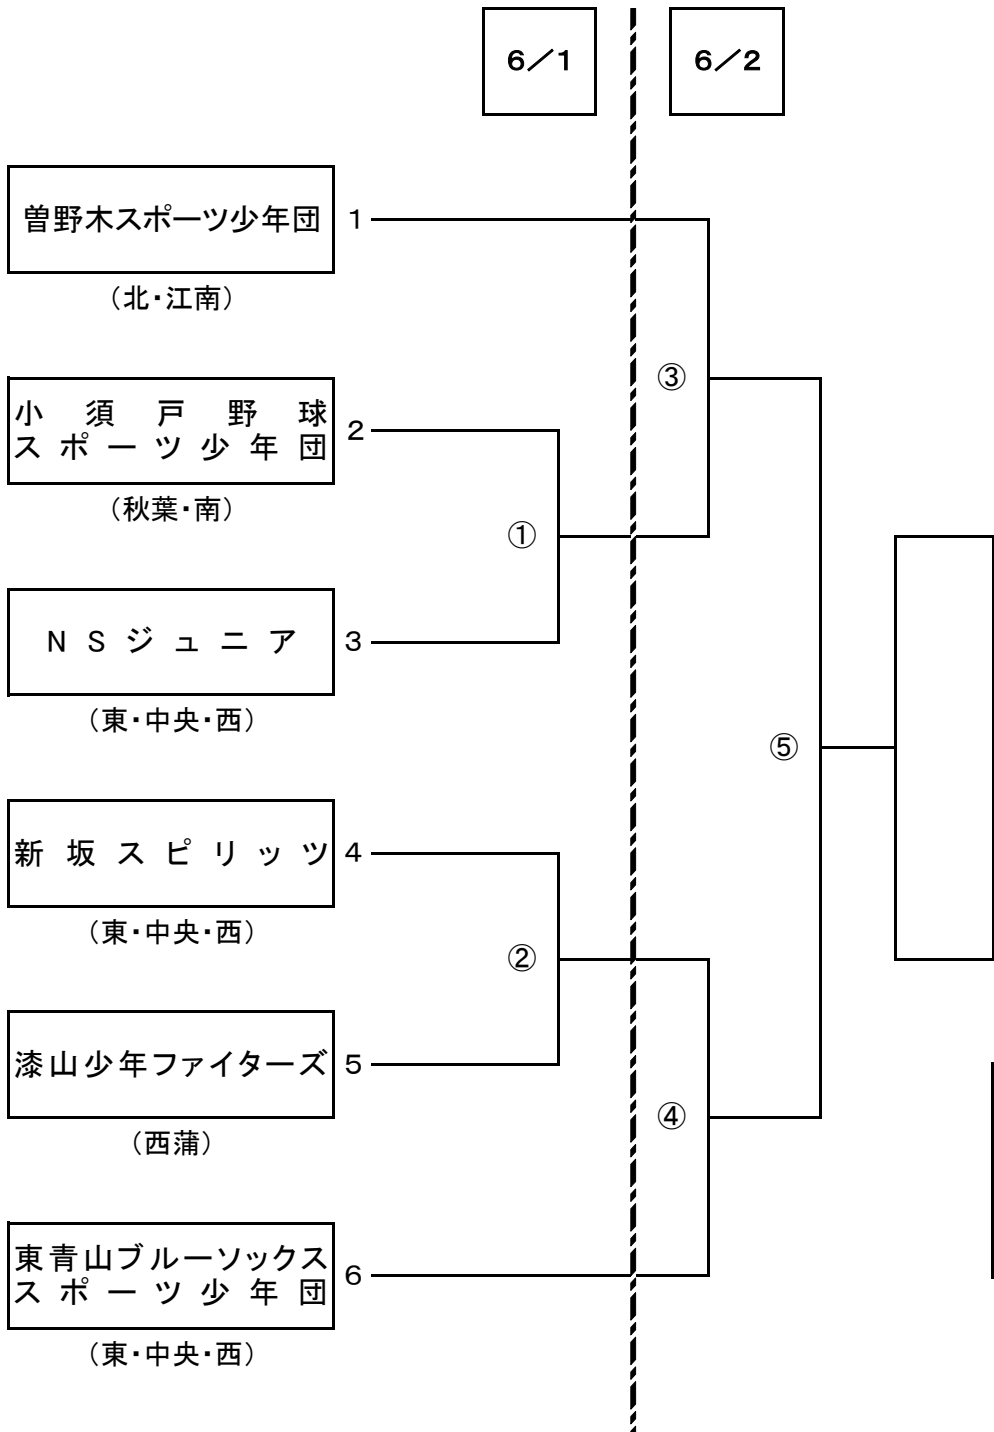 6／1
6／2
曽野木スポーツ少年団
1
（北・江南）
③
小須戸野球
スポーツ少年団
2
（秋葉・南）
①
NSジュニア
3
（東・中央・西）
⑤
新坂スピリッツ
4
（東・中央・西）
②
漆山少年ファイターズ
5
（西蒲）
④
東青山ブルーソックス
スポーツ少年団
6
（東・中央・西）